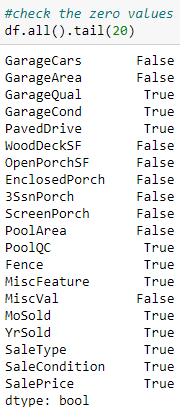 #check the zero values
df.all().tail(20)
GarageCars False
GarageArea False
GarageQual True
GarageCond True
PavedDrive True
WoodDeckSF False
OpenPorchSF False
EnclosedPorch False
3SsnPorch False
ScreenPorch False
PoolArea False
PoolQC True
Fence True
MiscFeature True
MiscVal False
MoSold True
YrSold True
SaleType True
SaleCondition True
SalePrice True
dtype: bool